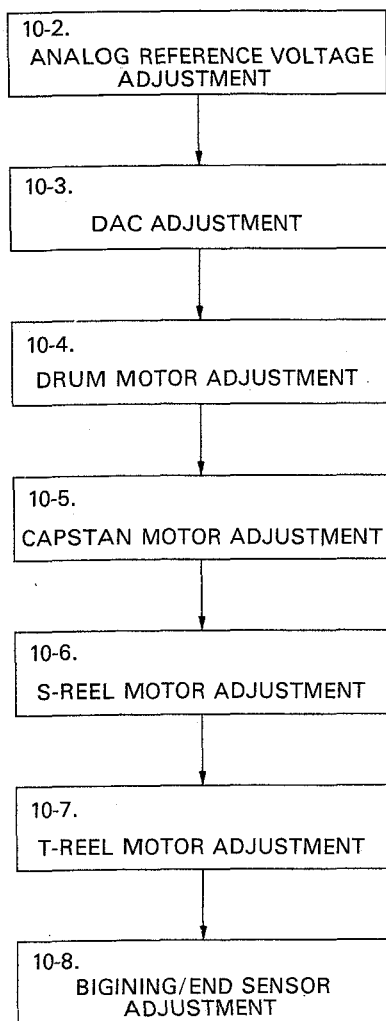 10-2.
ANALOG REFERENCE VOLTAGE
ADJUSTMENT
10-3.
DAC ADJUSTMENT
10-4.
DRUM MOTOR ADJUSTMENT
10-5.
CAPSTAN MOTOR ADJUSTMENT
10-6.
S-REEL MOTOR ADJUSTMENT
10-7.
T-REEL MOTOR ADJUSTMENT
10-8.
BIGINING/END SENSOR
ADJUSTMENT